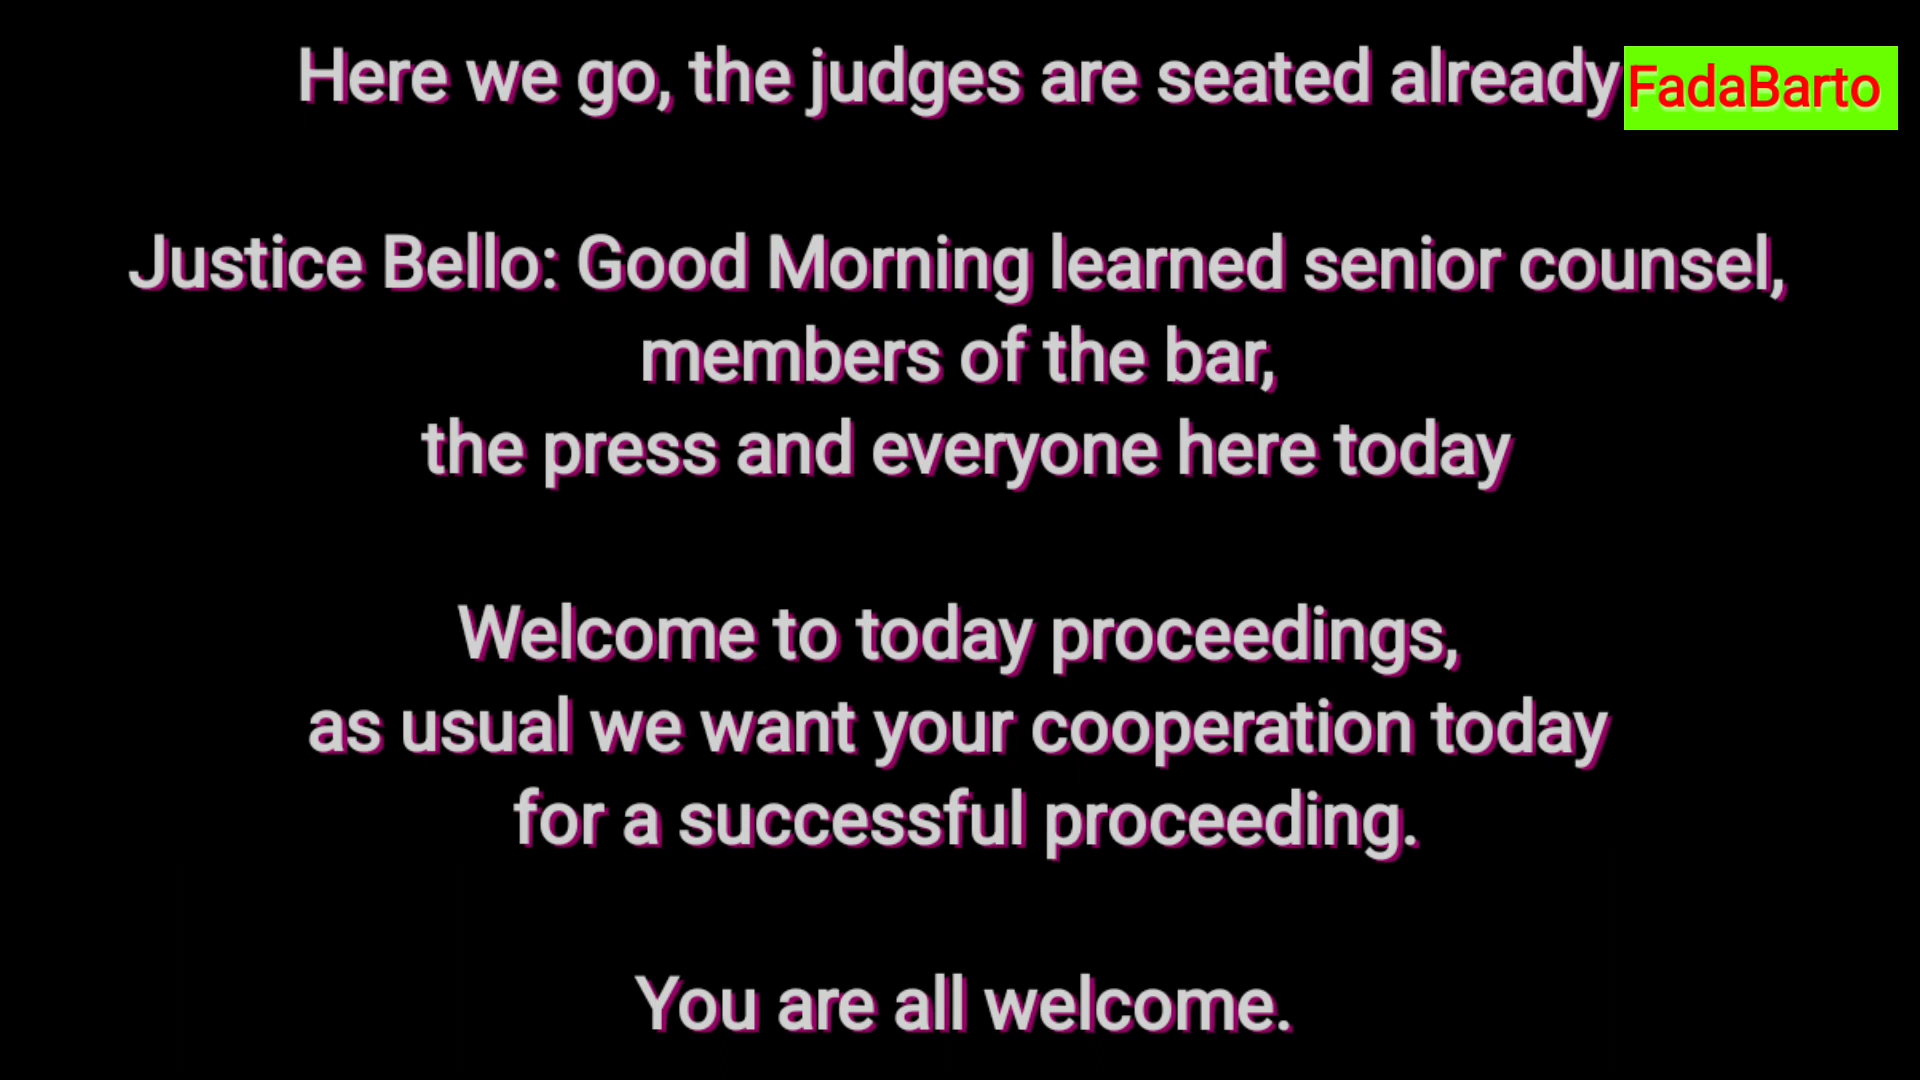 Here we go, the judges are seated already
FadaBarto
Justice Bello: Good Morning learned senior counsel,
members of the bar,
the press and everyone here today
Welcome to today proceedings,
as usual we want your cooperation today
for a successful proceeding.
You are all welcome.